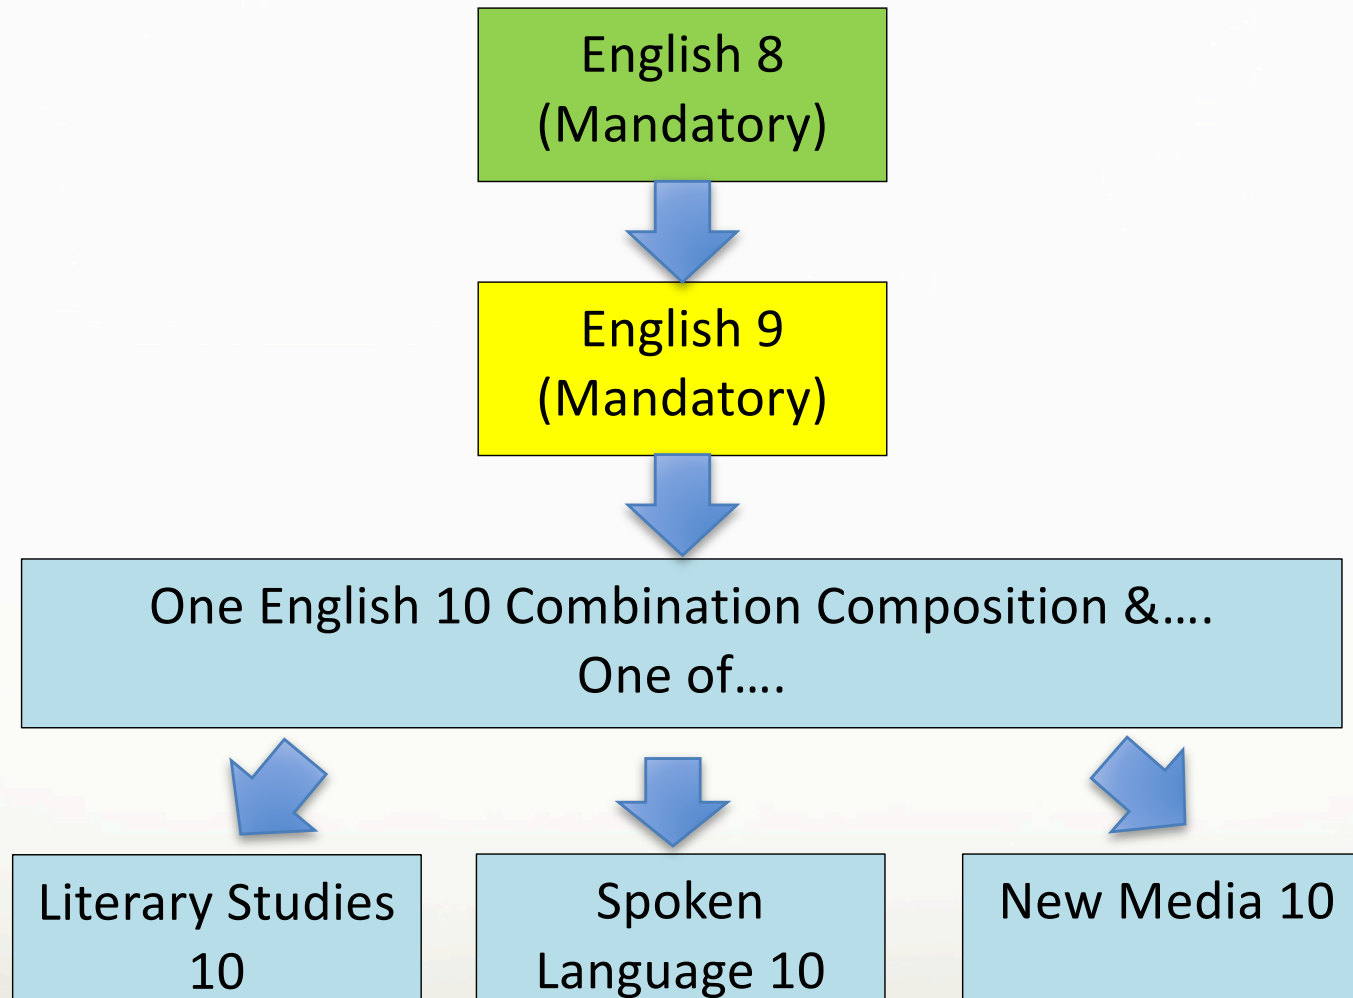 English 8
(Mandatory)
English 9
(Mandatory)
One English 10 Combination Composition &....
One of....
Literary Studies
10
Spoken
Language 10
New Media 10